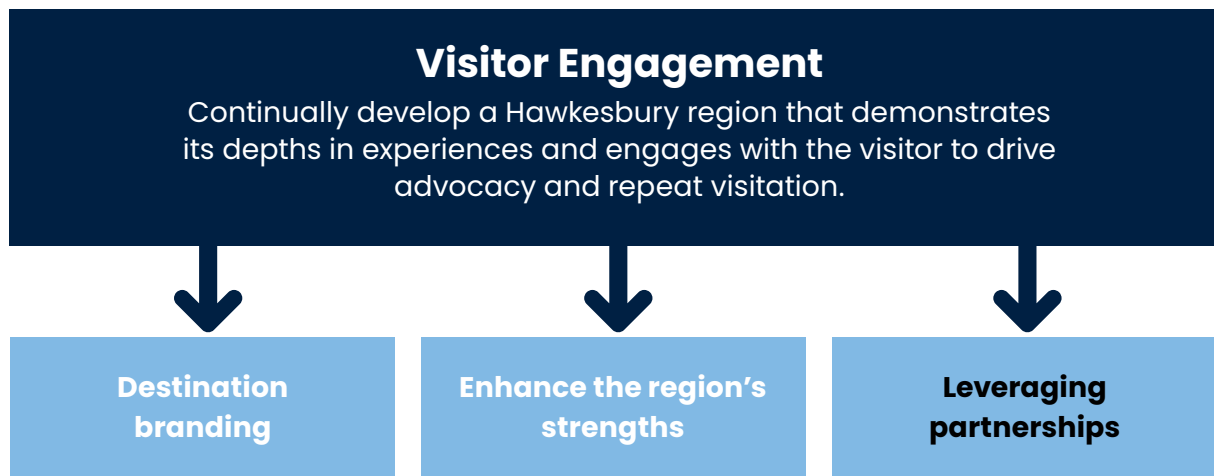 Visitor Engagement
Continually develop a Hawkesbury region that demonstrates
its depths in experiences and engages with the visitor to drive
advocacy and repeat visitation.
Destination
branding
Enhance the region’s
strengths
Leveraging
partnerships